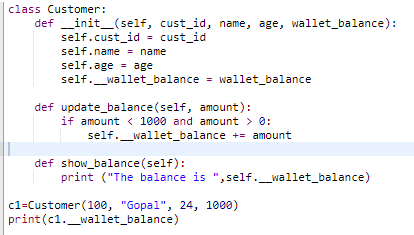 class Customer:
    def __init__(self, cust_id, name, age, wallet_balance):
        self.cust_id = cust_id
        self.name = name
        self.age = age
        self.__wallet_balance = wallet_balance

    def update_balance(self, amount):
        if amount < 1000 and amount > 0:
            self.__wallet_balance += amount

    def show_balance(self):
        print ("The balance is ",self.__wallet_balance)

c1=Customer(100, "Gopal", 24, 1000)
print(c1.__wallet_balance)